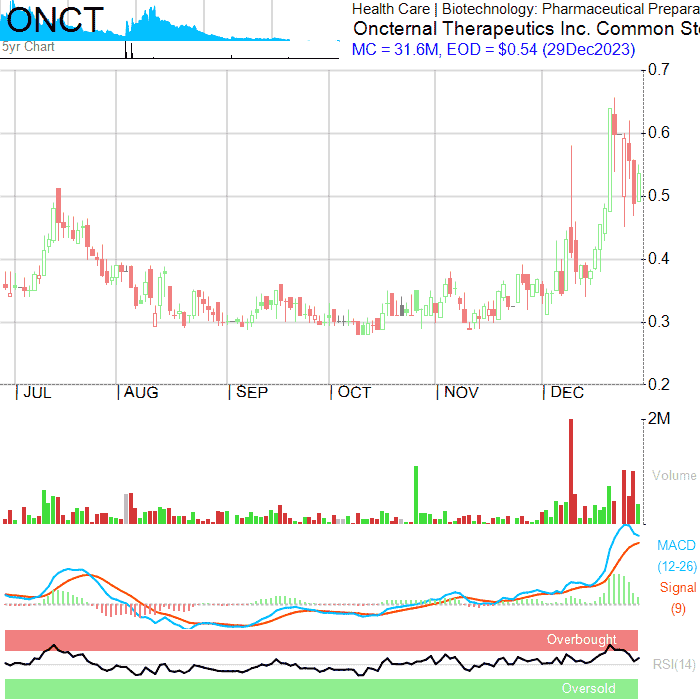 ONCT
5yr Chart
Health Care | Biotechnology: Pharmaceutical Prepara
Oncternal Therapeutics Inc. Common Sto
MC = 31.6M, EOD = $0.54 (29Dec2023)
0.7
0.6
0.5
0.4
0.3
0.2
JUL AUG SEP OCT NOV DEC
2M
Volume
MACD
(12-26)
Signal
(9)
Overbought
RSI(14)
Oversold